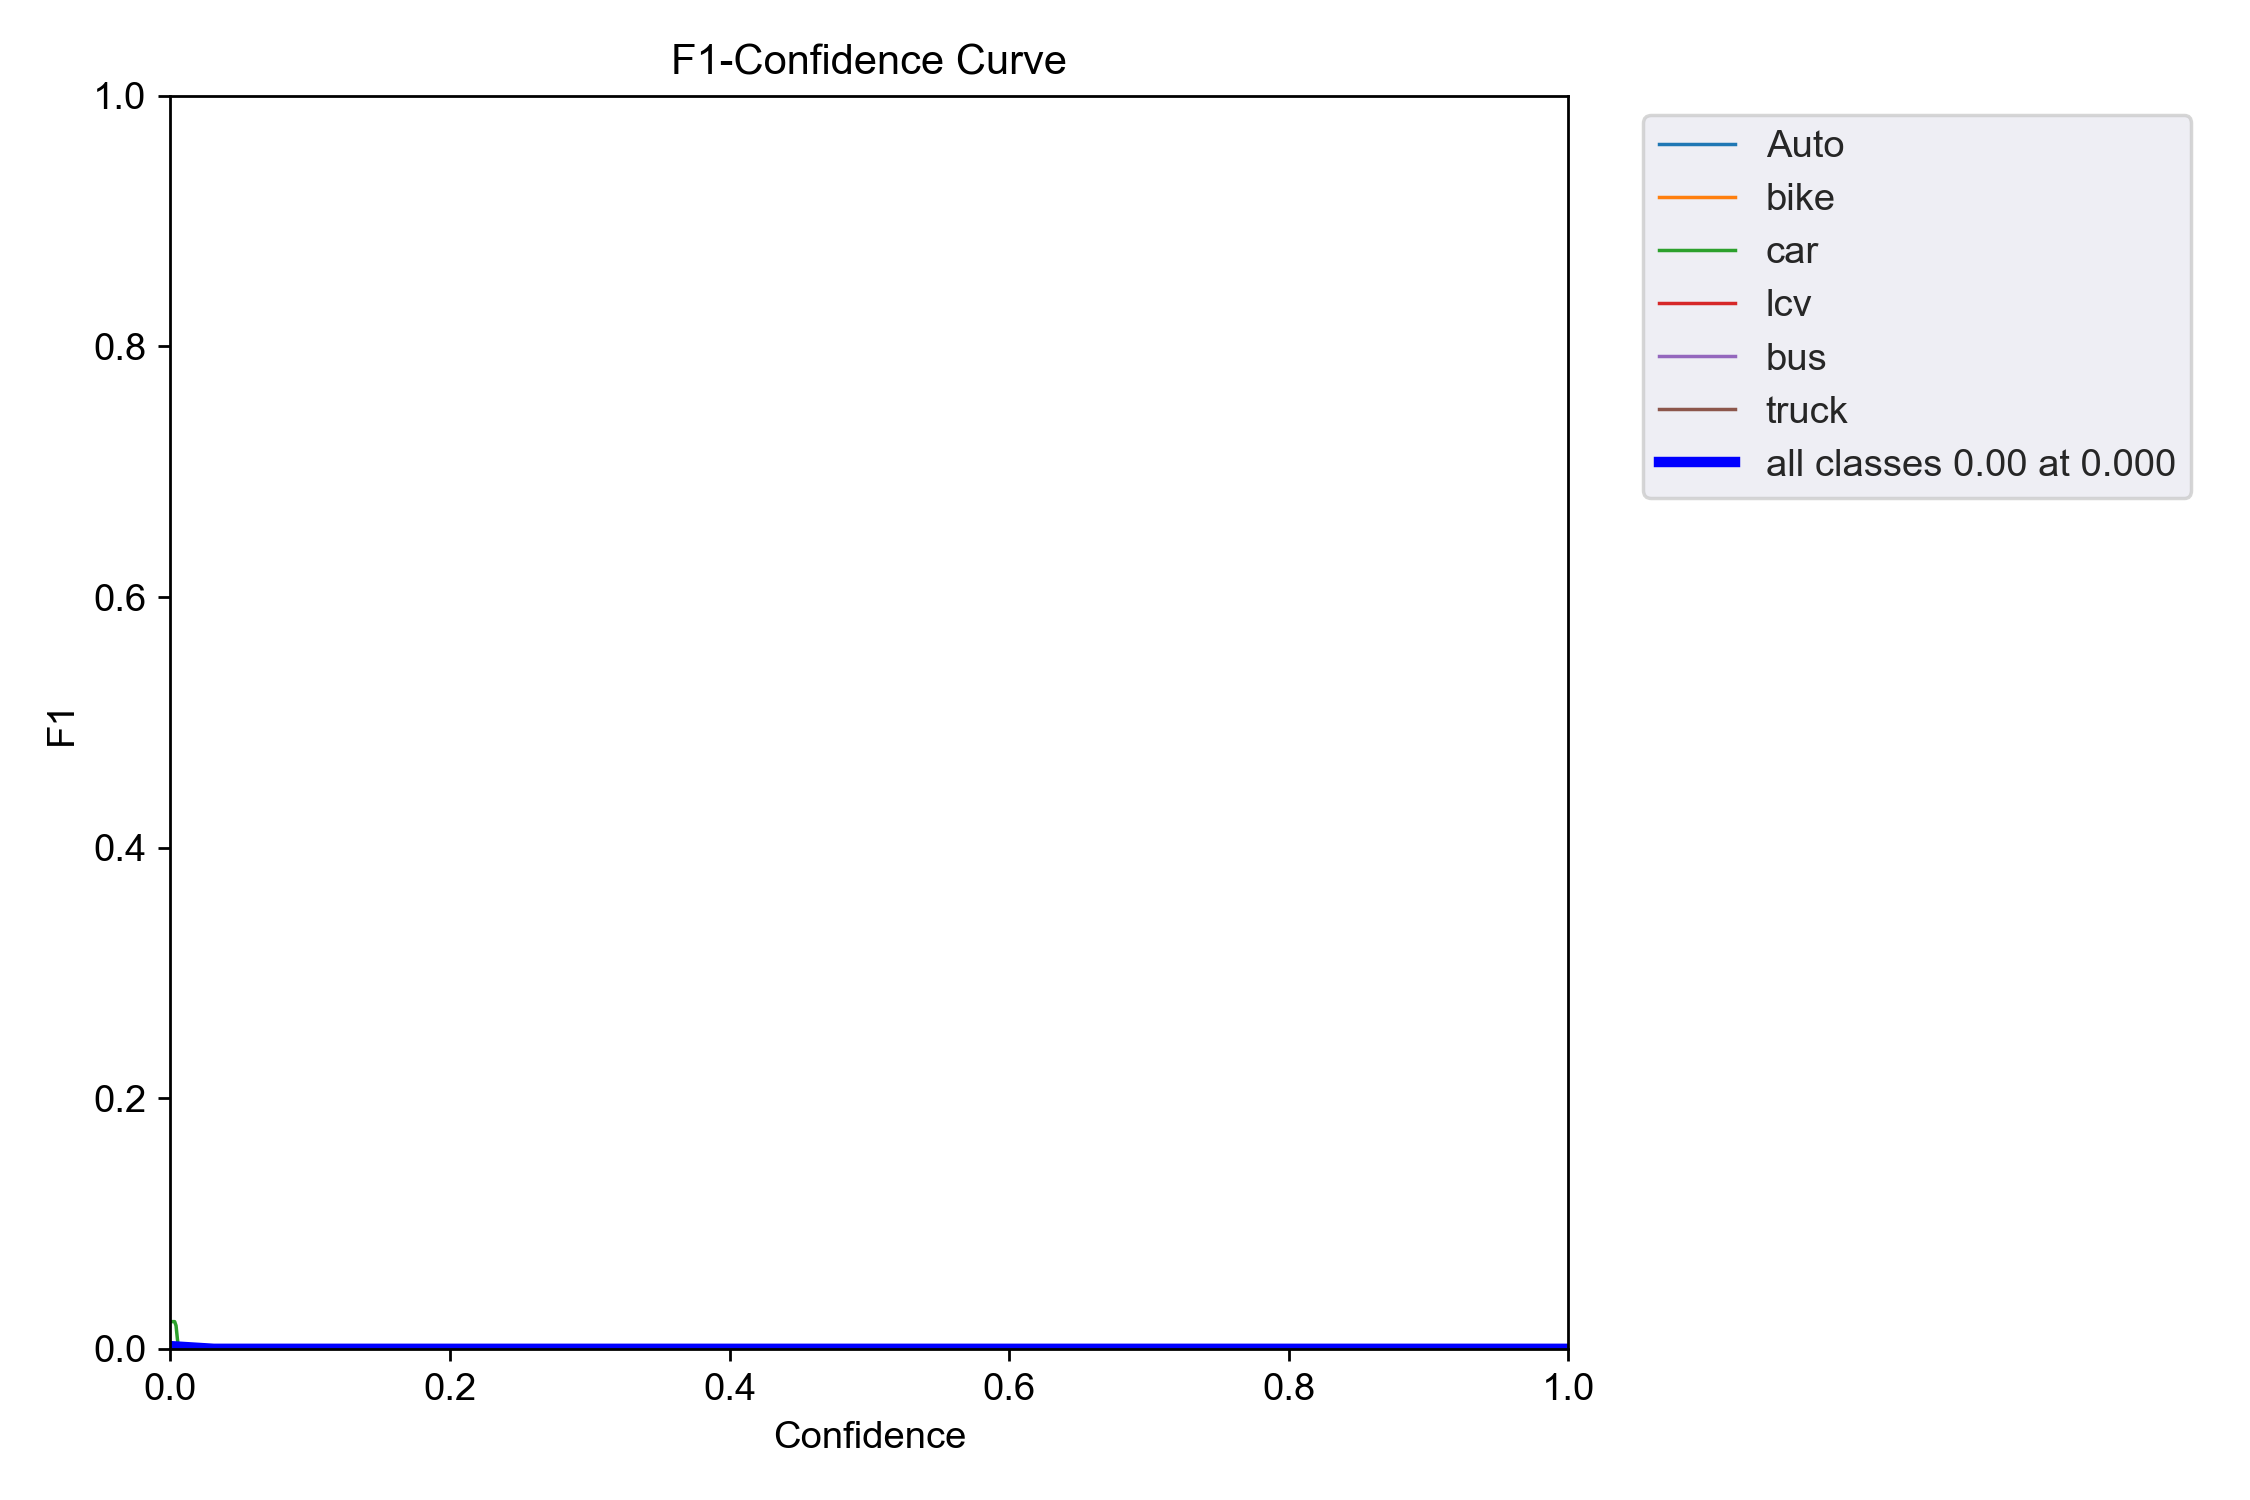 F1-Confidence Curve
1.0
0.8
0.6
0.4
0.2
0.0
F1
0.0 0.2 0.4 0.6 0.8 1.0
Confidence
Auto
bike
car
lcv
bus
truck
all classes 0.00 at 0.000